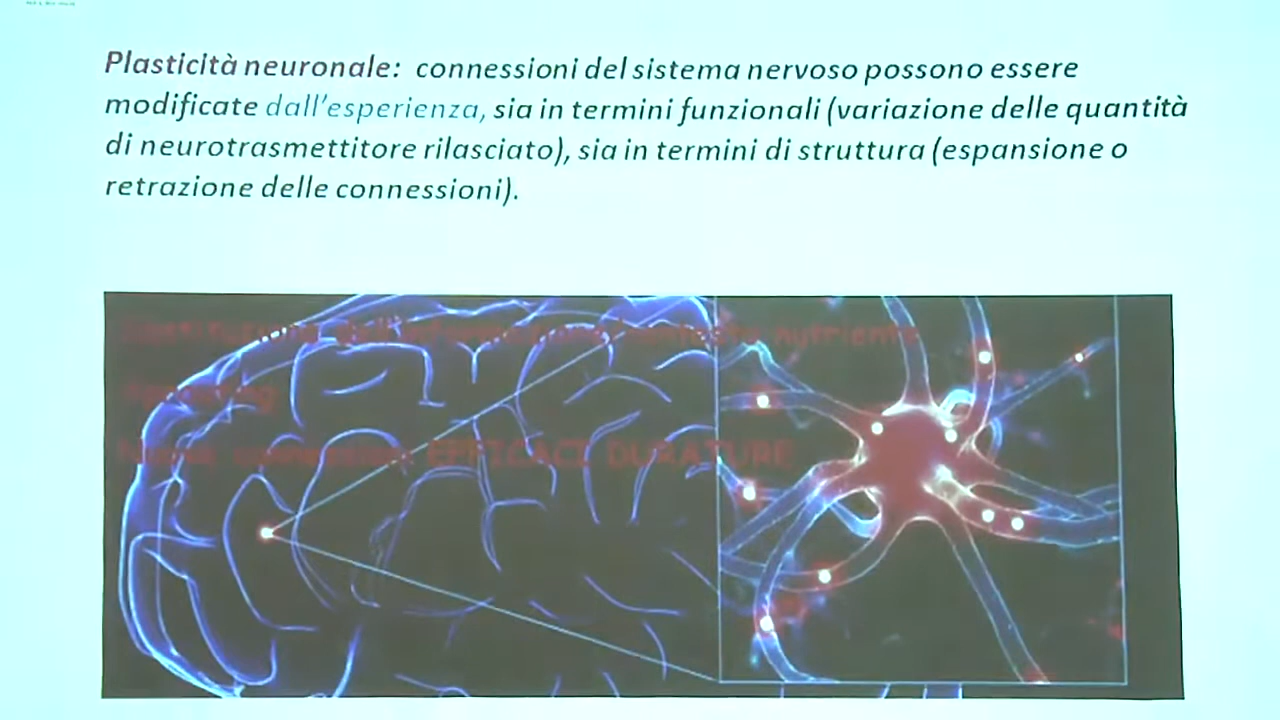 Plasticità neuronale: connessioni del sistema nervoso possono essere
modificate dall'esperienza, sia in termini funzionali (variazione delle quantità
di neurotrasmettitore rilasciato), sia in termini di struttura (espansione o
retrazione delle connessioni).
nutriente
EFFICACI DURATURE